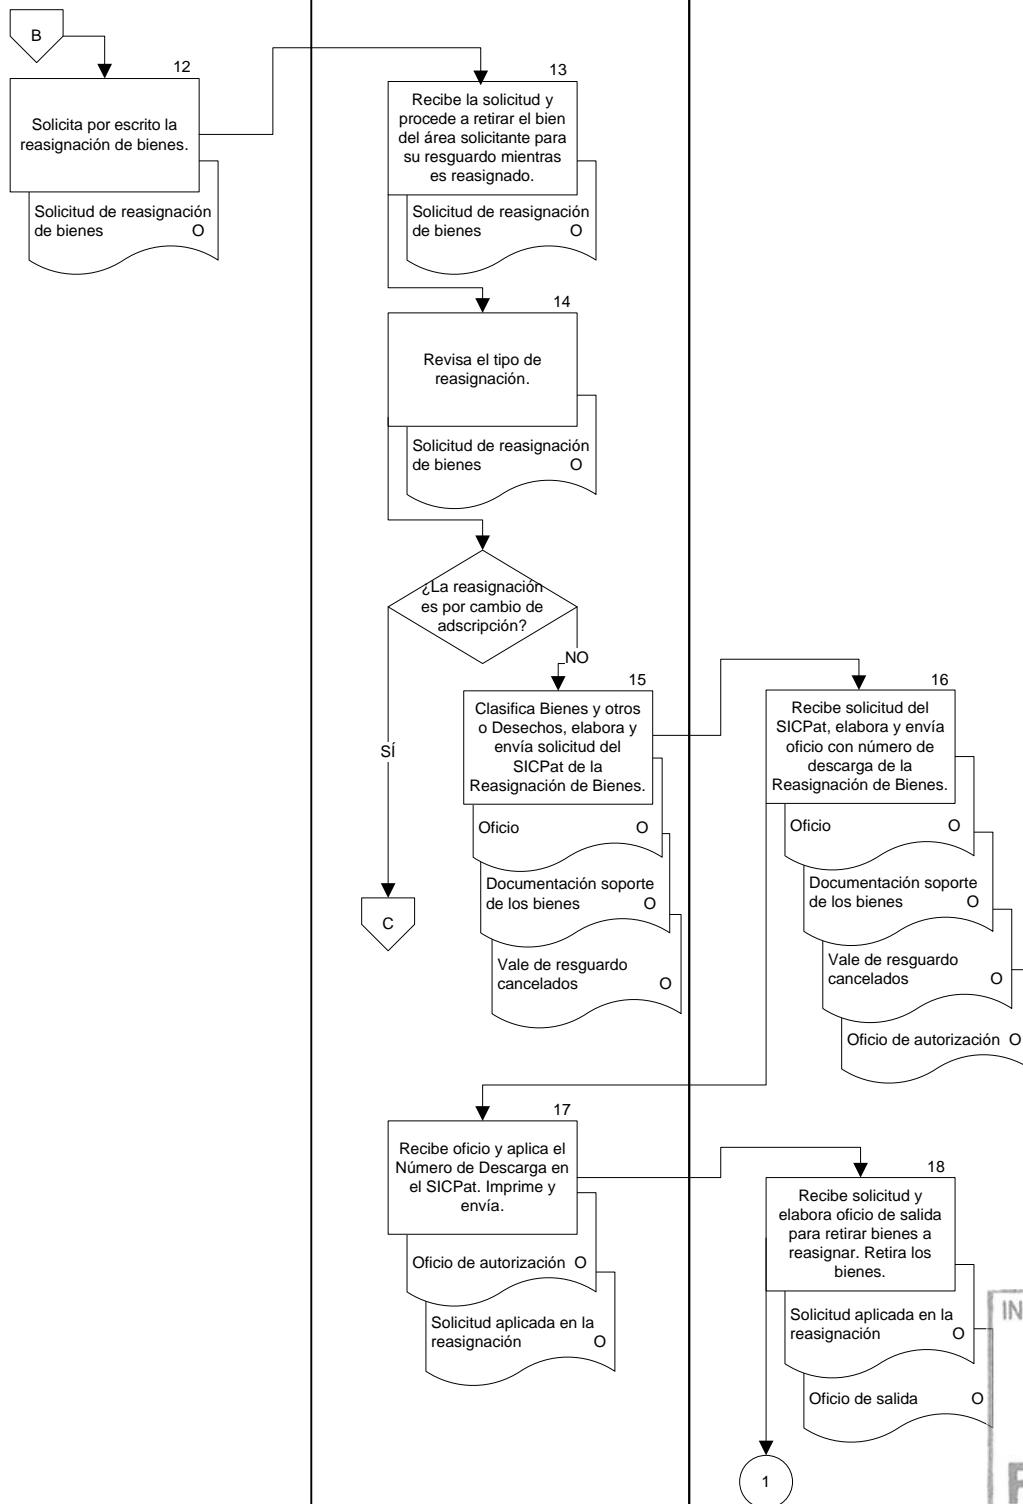 B
12
Solicita por escrito la
reasignación de bienes.
Solicitud de reasignación
de bienes O
13
Recibe la solicitud y
procede a retirar el bien
del área solicitante para
su resguardo mientras
es reasignado.
Solicitud de reasignación
de bienes O
14
Revisa el tipo de
reasignación.
Solicitud de reasignación
de bienes O
¿La reasignación
es por cambio de
adscripción?
NO
SÍ
C
15
Clasifica Bienes y otros
o Desechos, elabora y
envía solicitud del
SICPat de la
Reasignación de Bienes.
Oficio O
Documentación soporte
de los bienes O
Vale de resguardo
cancelados O
16
Recibe solicitud del
SICPat, elabora y envía
oficio con número de
descarga de la
Reasignación de Bienes.
Oficio O
Documentación soporte
de los bienes O
Vale de resguardo
cancelados O
Oficio de autorización O
17
Recibe oficio y aplica el
Número de Descarga en
el SICPat. Imprime y
envía.
Oficio de autorización O
Solicitud aplicada en la
reasignación O
18
Recibe solicitud y
elabora oficio de salida
para retirar bienes a
reasignar. Retira los
bienes.
Solicitud aplicada en la
reasignación O
Oficio de salida O
1
IN